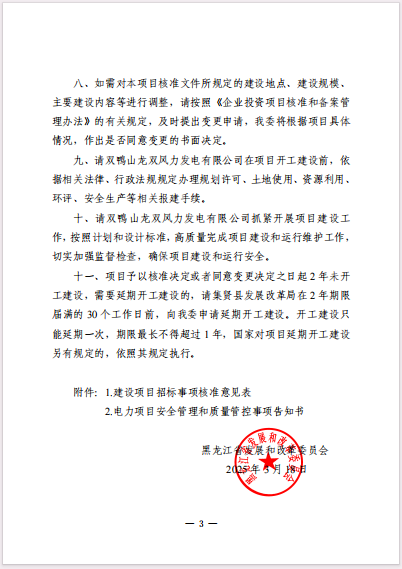 八、如需对本项目核准文件所规定的建设地点、建设规模、
主要建设内容等进行调整，请按照《企业投资项目核准和备案管理
办法》的有关规定，及时提出变更申请，我委将根据项目具体
情况，作出是否同意变更的书面决定。
九、请双鸭山龙双风力发电有限公司在项目开工建设前，依
据相关法律、行政法规规定办理规划许可、土地使用、资源利用、
环评、安全生产等相关报建手续。
十、请双鸭山龙双风力发电有限公司抓紧开展项目建设工
作，按照计划和设计标准，高质量完成项目建设和运行维护工作，
切实加强监督检查，确保项目建设和运行安全。
十一、项目予以核准决定或者同意变更决定之日起 2 年未开
工建设，需要延期开工建设的，请集贤县发展改革局在 2 年期限
届满的 30 个工作日前，向我委申请延期开工建设。开工建设只
能延期一次，期限最长不得超过 1 年，国家对项目延期开工建设
另有规定的，依照其规定执行。
附件：1.建设项目招标事项核准意见表
2.电力项目安全管理和质量管控事项告知书
黑龙江省发展和改革委员会
2025 年 3 月 18 日
黑龙江省发展和改革委员会
— 3 —